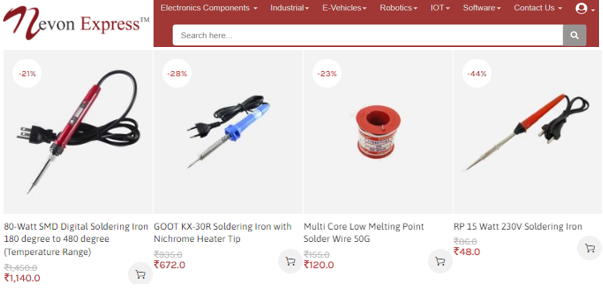 Nevon Express™
Electronics Components Industrial E-Vehicles Robotics IOT Software Contact Us
Search here...
-21% -28% -23% -44%
80-Watt SMD Digital Soldering Iron
180 degree to 480 degree
(Temperature Range)
₹1,450.0
₹1,140.0
GOOT KX-30R Soldering Iron with
Nichrome Heater Tip
₹935.0
₹672.0
Multi Core Low Melting Point
Solder Wire 50G
₹155.0
₹120.0
RP 15 Watt 230V Soldering Iron
₹86.0
₹48.0